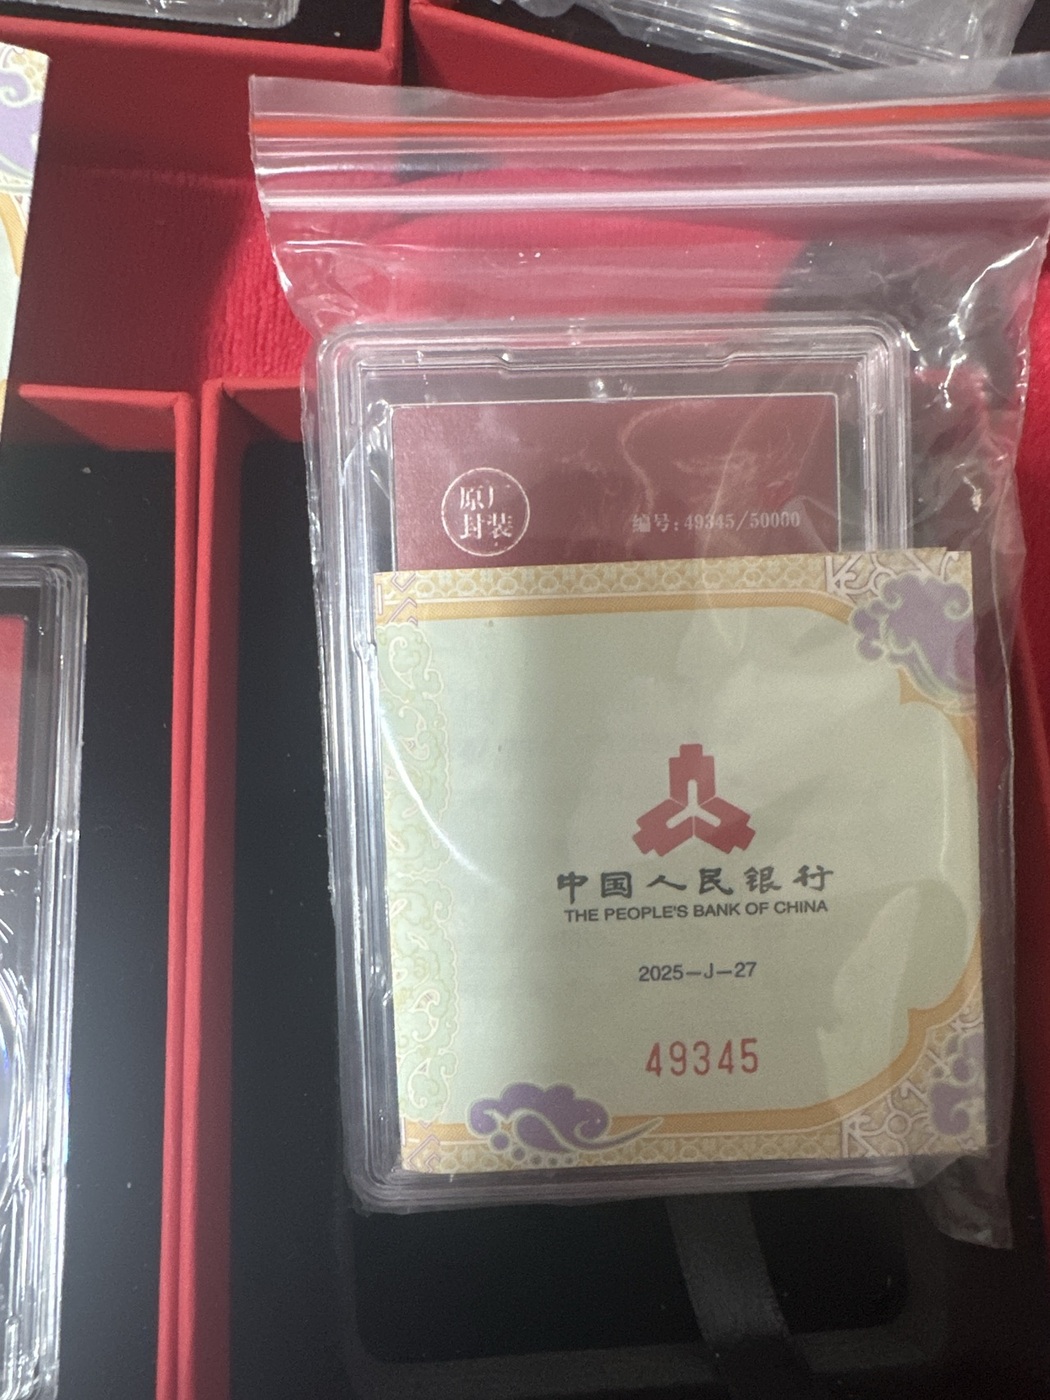 原厂
封装
编号:49345/50000
中国人民银行
THE PEOPLE'S BANK OF CHINA
2025-J-27
49345